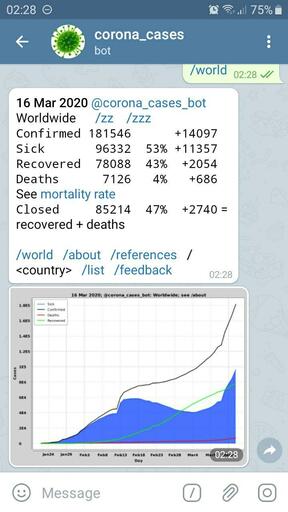 02:28
75%
corona_cases
bot
/world 02:28
16 Mar 2020 @corona_cases_bot
Worldwide /zz /zzz
Confirmed 181546 +14097
Sick 96332 53% +11357
Recovered 78088 43% +2054
Deaths 7126 4% +686
See mortality rate
Closed 85214 47% +2740 =
recovered + deaths
/world /about /references /
<country> /list /feedback
02:28
16 Mar 2020; @corona_cases_bot; Worldwide; see /about
Sick
Confirmed
Deaths
Recovered
Cases
Day
02:28
Message